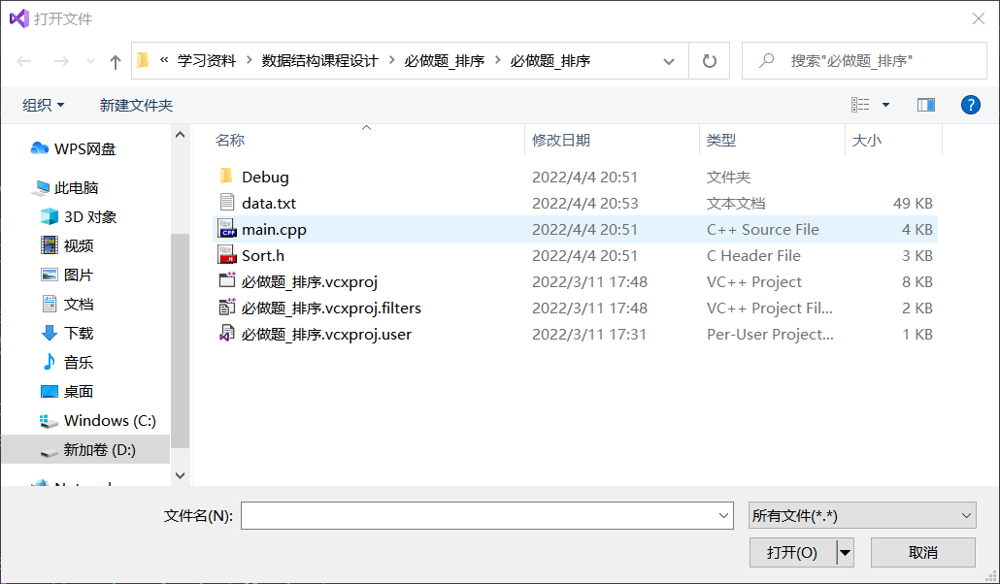 打开文件
« 学习资料 > 数据结构课程设计 > 必做题_排序 > 必做题_排序
搜索"必做题_排序"
组织 新建文件夹
WPS网盘
此电脑
3D 对象
视频
图片
文档
下载
音乐
桌面
Windows (C:)
新加卷 (D:)
名称 修改日期 类型 大小
Debug 2022/4/4 20:51 文件夹
data.txt 2022/4/4 20:53 文本文档 49 KB
main.cpp 2022/4/4 20:51 C++ Source File 4 KB
Sort.h 2022/4/4 20:51 C Header File 3 KB
必做题_排序.vcxproj 2022/3/11 17:48 VC++ Project 8 KB
必做题_排序.vcxproj.filters 2022/3/11 17:48 VC++ Project Fil... 2 KB
必做题_排序.vcxproj.user 2022/3/11 17:31 Per-User Project... 1 KB
文件名(N): 所有文件(*.*)
打开(O) 取消